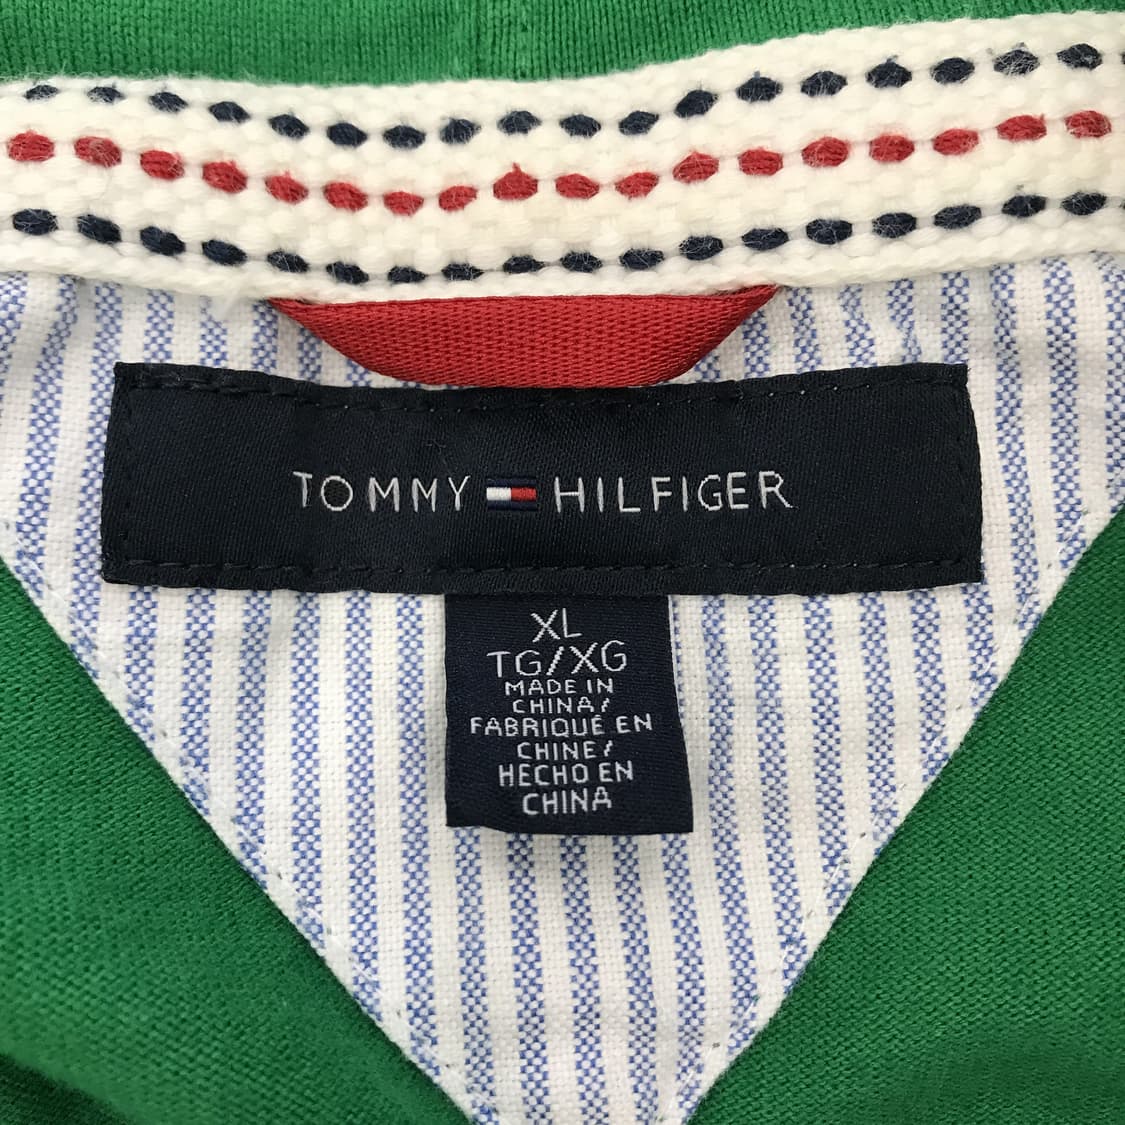 TOMMY HILFIGER
XL
TG/XG
MADE IN
CHINA/
FABRIQUÉ EN
CHINE/
HECHO EN
CHINA